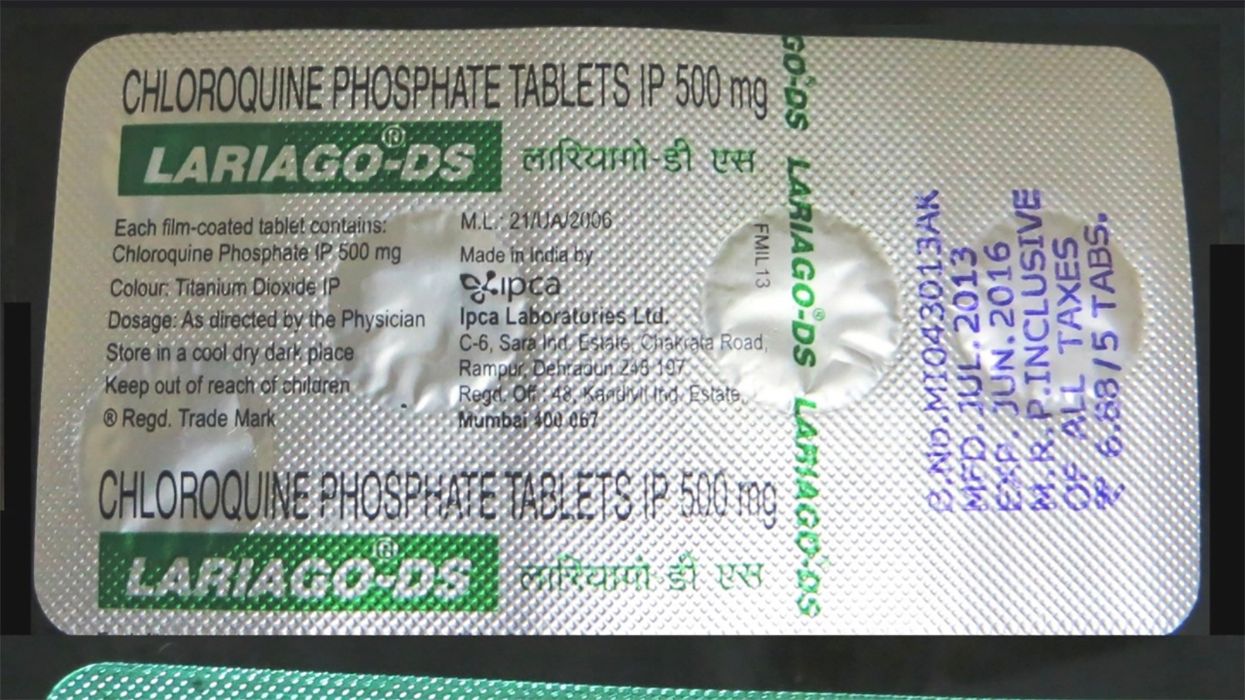 CHLOROQUINE PHOSPHATE TABLETS IP 500 mg
LARIAGO®-DS लारियागो-डी एस
Each film-coated tablet contains:
Chloroquine Phosphate IP 500 mg
Colour: Titanium Dioxide IP
Dosage: As directed by the Physician
Store in a cool dry dark place
Keep out of reach of children
® Regd. Trade Mark
M.L.: 21/UA/2006
Made in India by
ipca
Ipca Laboratories Ltd.
C-6, Sara Ind. Estate, Chakrata Road,
Rampur, Dehradun 248 197
Regd. Off.: 48, Kandivli Ind. Estate,
Mumbai 400 067
CHLOROQUINE PHOSPHATE TABLETS IP 500 mg
LARIAGO®-DS लारियागो-डी एस
FMIL13
GO®-DS LARIAGO®-DS LARIAGO®-DS
B.No.MI043013AK
MFD.JUL.2013
EXP.JUN.2016
M.R.P.INCLUSIVE
OF ALL TAXES
₹ 6.88/5 TABS.